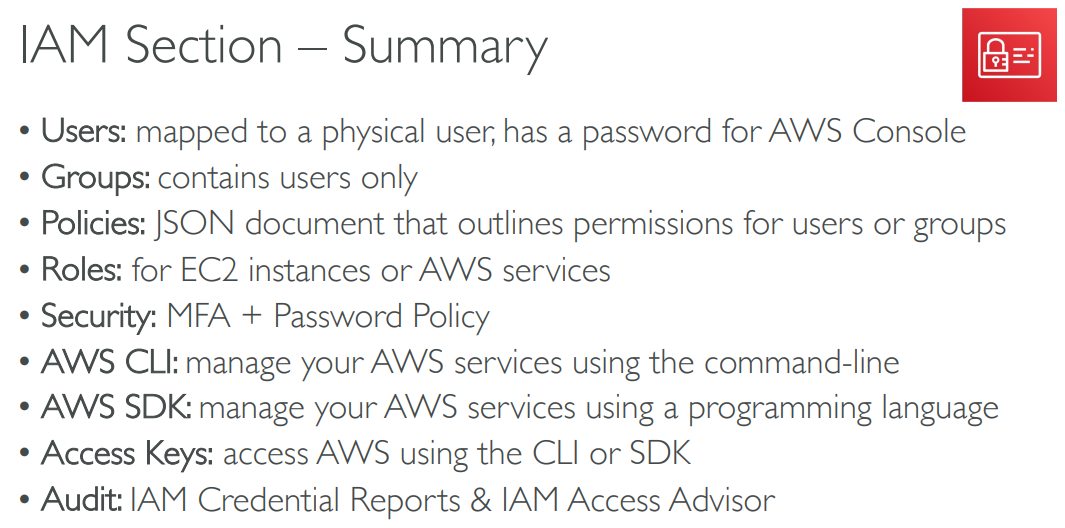 IAM Section – Summary
• Users: mapped to a physical user, has a password for AWS Console
• Groups: contains users only
• Policies: JSON document that outlines permissions for users or groups
• Roles: for EC2 instances or AWS services
• Security: MFA + Password Policy
• AWS CLI: manage your AWS services using the command-line
• AWS SDK: manage your AWS services using a programming language
• Access Keys: access AWS using the CLI or SDK
• Audit: IAM Credential Reports & IAM Access Advisor